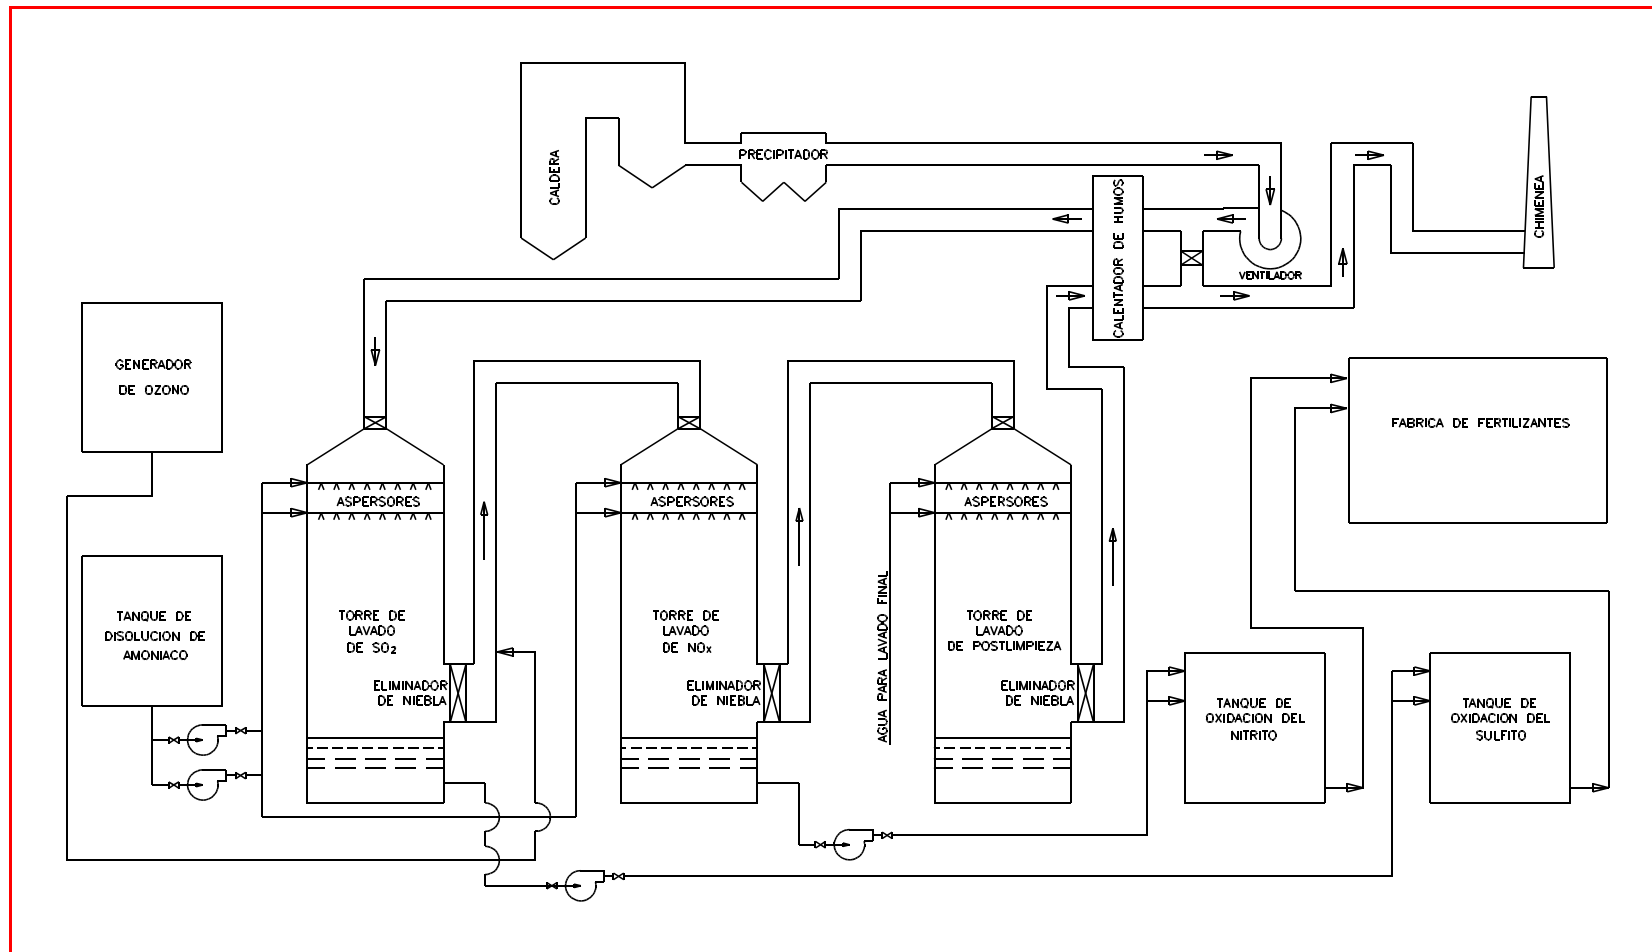 CALDERA
PRECIPITADOR
CALENTADOR DE HUMOS
VENTILADOR
CHIMENEA
GENERADOR
DE OZONO
FABRICA DE FERTILIZANTES
ASPERSORES
ASPERSORES
ASPERSORES
TANQUE DE
DISOLUCION DE
AMONIACO
TORRE DE
LAVADO
DE SO₂
ELIMINADOR
DE NIEBLA
TORRE DE
LAVADO
DE NOx
ELIMINADOR
DE NIEBLA
AGUA PARA LAVADO FINAL
TORRE DE
LAVADO
DE POSTLIMPIEZA
ELIMINADOR
DE NIEBLA
TANQUE DE
OXIDACION DEL
NITRITO
TANQUE DE
OXIDACION DEL
SULFITO